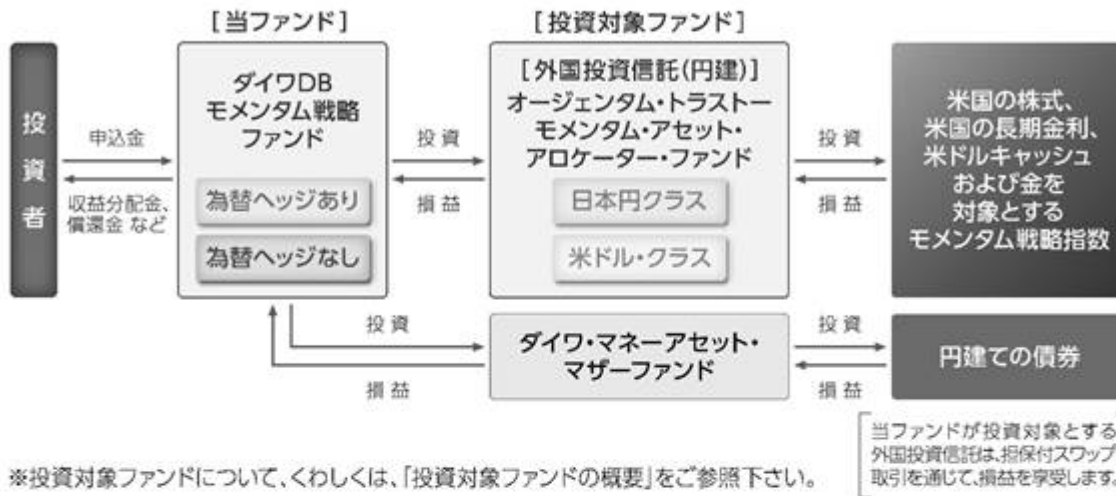 [当ファンド]
[投資対象ファンド]
投資者
申込金
収益分配金、
償還金 など
ダイワDB
モメンタム戦略
ファンド
為替ヘッジあり
為替ヘッジなし
投資
損益
[外国投資信託(円建)]
オージェンタム・トラストー
モメンタム・アセット・
アロケーター・ファンド
日本円クラス
米ドル・クラス
投資
損益
米国の株式、
米国の長期金利、
米ドルキャッシュ
および金を
対象とする
モメンタム戦略指数
投資
損益
ダイワ・マネーアセット・
マザーファンド
投資
損益
円建ての債券
当ファンドが投資対象とする
外国投資信託は、担保付スワップ
取引を通じて、損益を享受します。
※投資対象ファンドについて、くわしくは、「投資対象ファンドの概要」をご参照下さい。